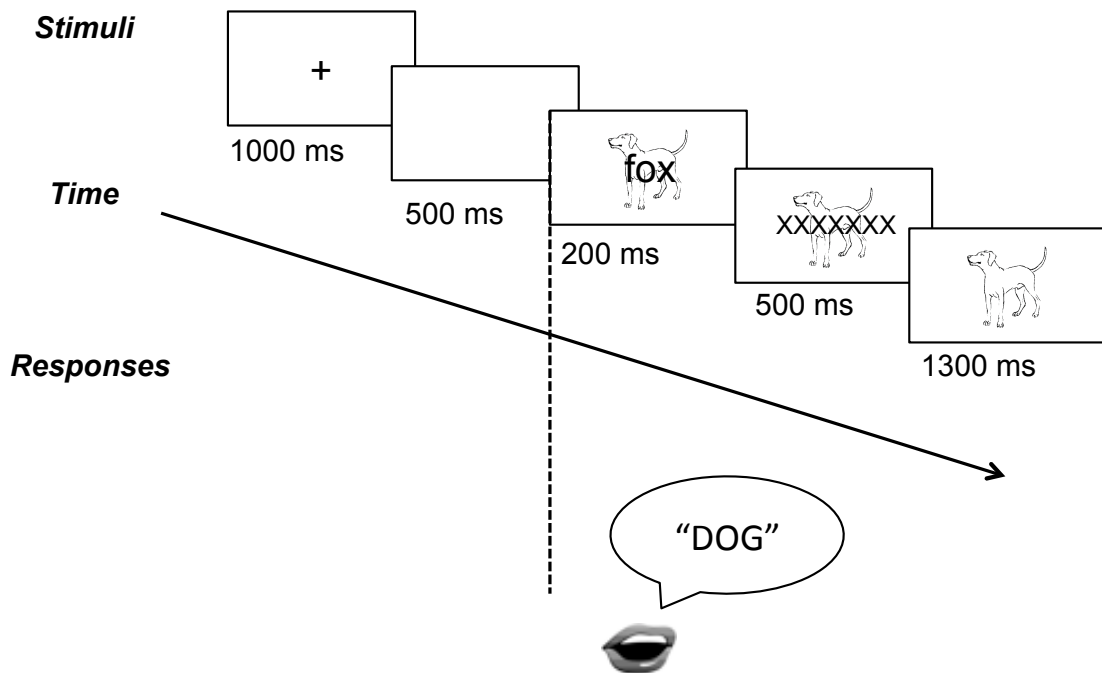 Stimuli
+
1000 ms
Time
500 ms
fox
200 ms
XXXXXXX
500 ms
1300 ms
Responses
“DOG”